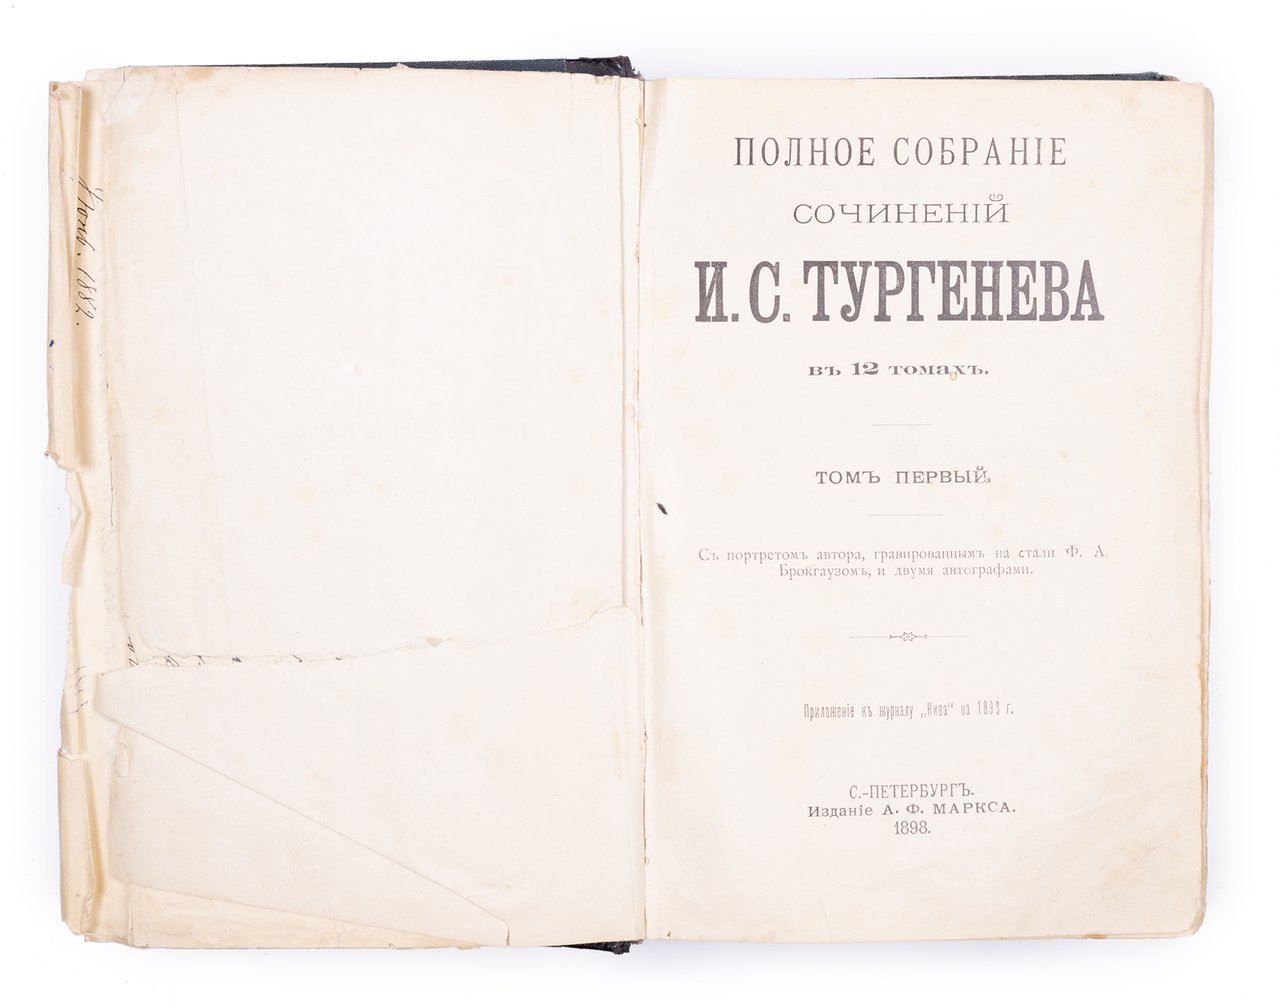 1882.
ПОЛНОЕ СОБРАНІЕ
СОЧИНЕНІЙ
И. С. ТУРГЕНЕВА
въ 12 томахъ.
ТОМЪ ПЕРВЫЙ.
Съ портретомъ автора, гравированнымъ на стали Ф. А.
Брокгаузомъ, и двумя автографами.
Приложеніе къ журналу „Нива“ на 1898 г.
С.-ПЕТЕРБУРГЪ.
Изданіе А. Ф. МАРКСА.
1898.